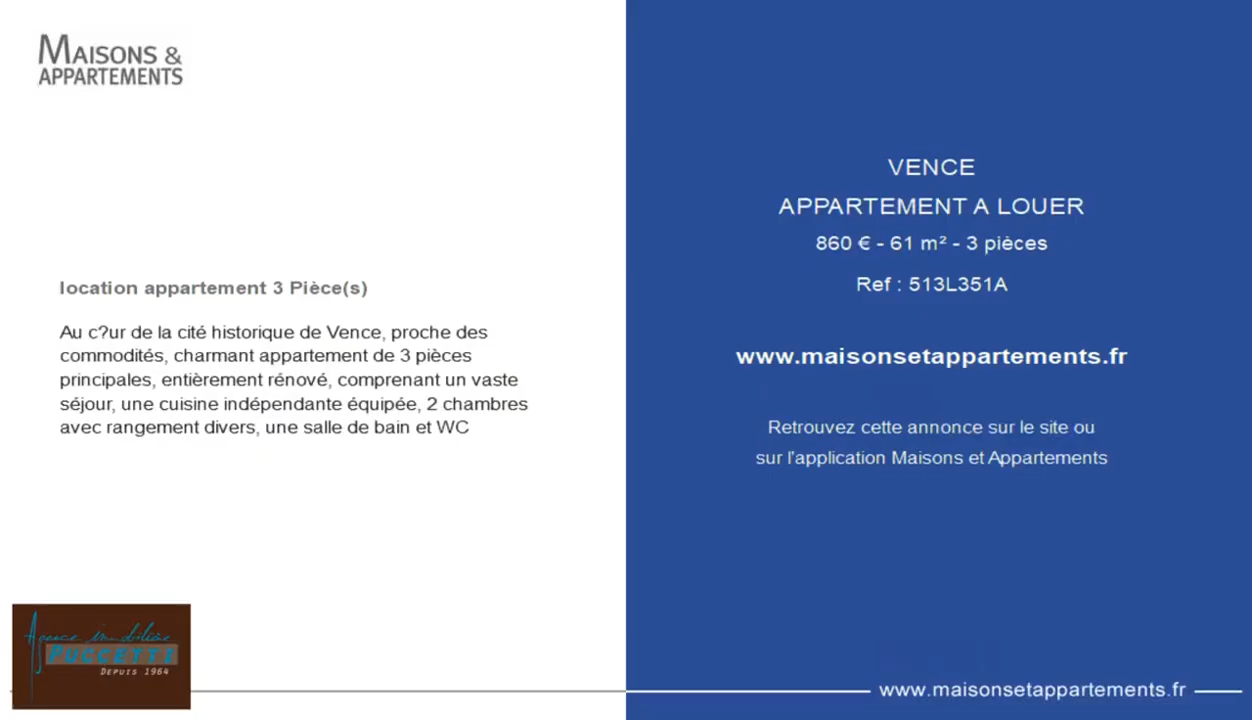 MAISONS &
APPARTEMENTS
location appartement 3 Pièce(s)
Au c?ur de la cité historique de Vence, proche des
commodités, charmant appartement de 3 pièces
principales, entièrement rénové, comprenant un vaste
séjour, une cuisine indépendante équipée, 2 chambres
avec rangement divers, une salle de bain et WC
Agence immobilière
PUCCETTI
DEPUIS 1964
VENCE
APPARTEMENT A LOUER
860 € - 61 m² - 3 pièces
Ref : 513L351A
www.maisonsetappartements.fr
Retrouvez cette annonce sur le site ou
sur l'application Maisons et Appartements
www.maisonsetappartements.fr